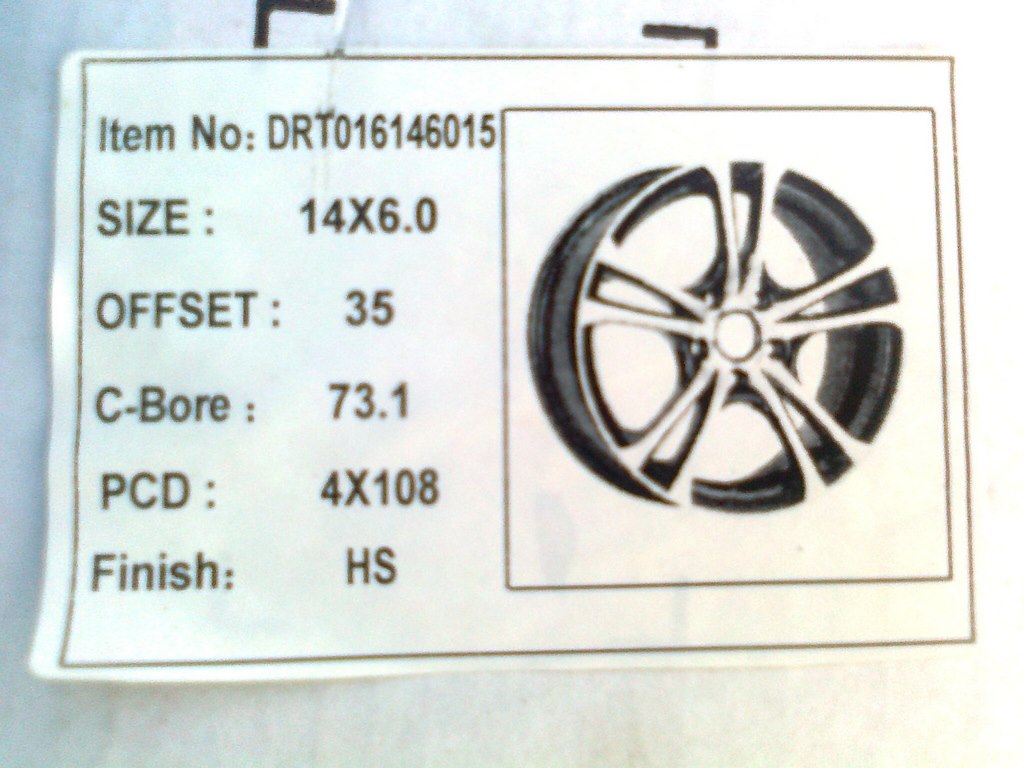 Item No: DRT016146015
SIZE : 14X6.0
OFFSET : 35
C-Bore : 73.1
PCD : 4X108
Finish: HS